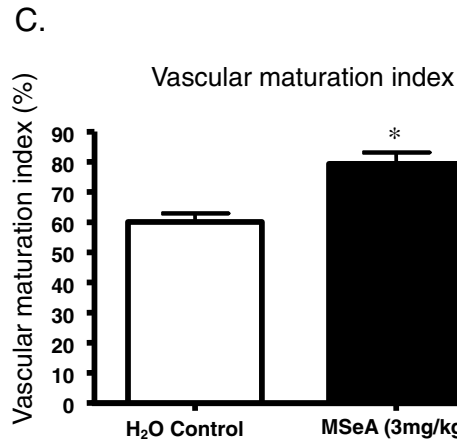 C.
Vascular maturation index
Vascular maturation index (%)
90
*
80
70
60
50
40
30
20
10
0
H₂O Control
MSeA (3mg/kg